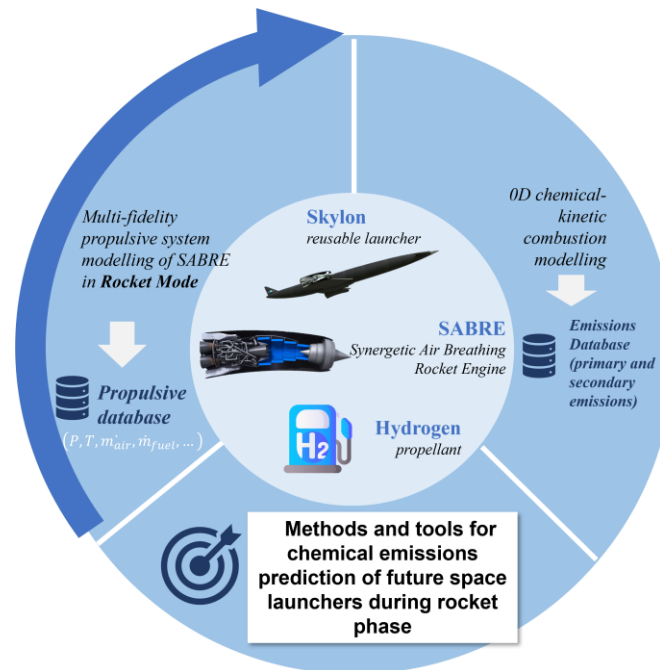 Multi-fidelity
propulsive system
modelling of SABRE
in Rocket Mode
Propulsive
database
(P, T, ṁ_air, ṁ_fuel, …)
Skylon
reusable launcher
SABRE
Synergetic Air Breathing
Rocket Engine
H2
Hydrogen
propellant
0D chemical-
kinetic
combustion
modelling
Emissions
Database
(primary and
secondary
emissions)
Methods and tools for
chemical emissions
prediction of future space
launchers during rocket
phase